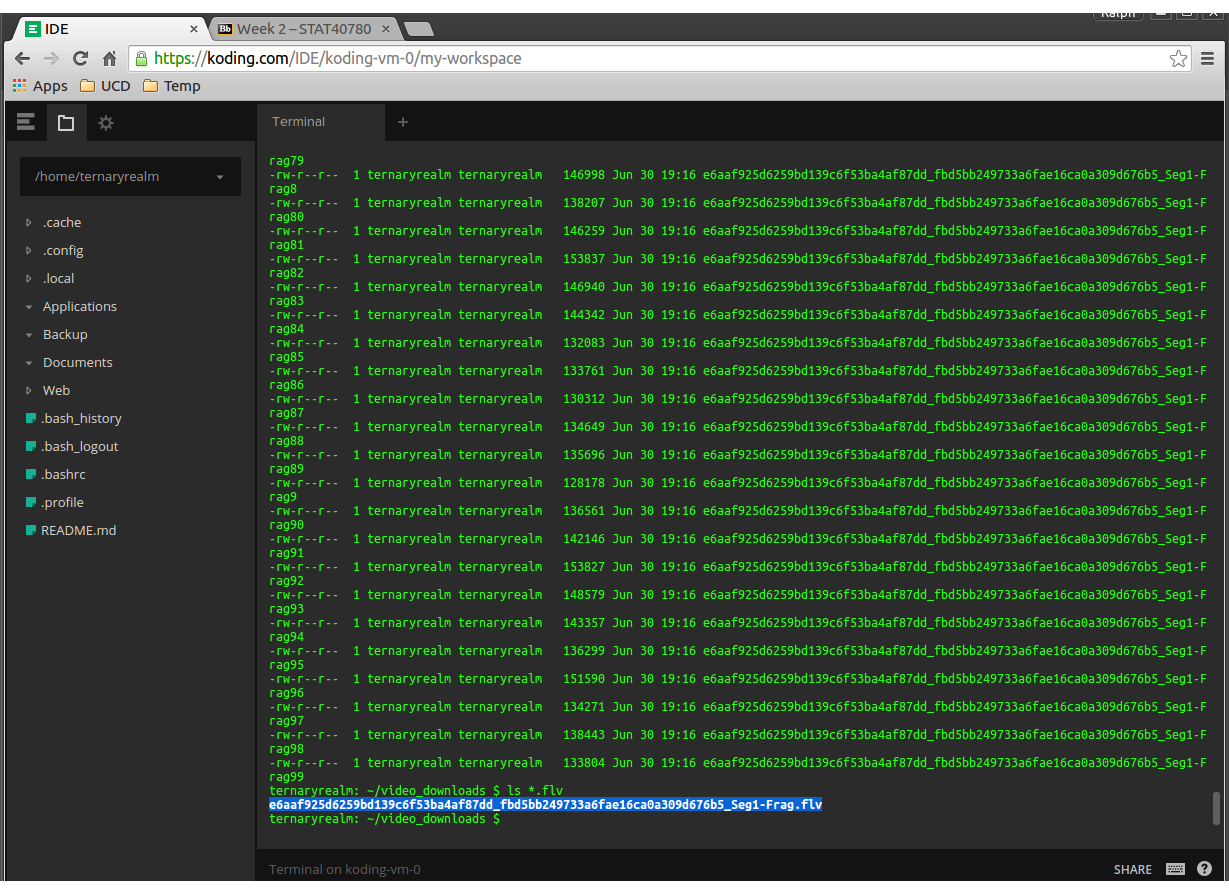 Ralph
IDE
Week 2 – STAT40780
https://koding.com/IDE/koding-vm-0/my-workspace
Apps UCD Temp
Terminal
/home/ternaryrealm
.cache
.config
.local
Applications
Backup
Documents
Web
.bash_history
.bash_logout
.bashrc
.profile
README.md
rag79
-rw-r--r-- 1 ternaryrealm ternaryrealm 146998 Jun 30 19:16 e6aaf925d6259bd139c6f53ba4af87dd_fbd5bb249733a6fae16ca0a309d676b5_Seg1-F
rag8
-rw-r--r-- 1 ternaryrealm ternaryrealm 138207 Jun 30 19:16 e6aaf925d6259bd139c6f53ba4af87dd_fbd5bb249733a6fae16ca0a309d676b5_Seg1-F
rag80
-rw-r--r-- 1 ternaryrealm ternaryrealm 146259 Jun 30 19:16 e6aaf925d6259bd139c6f53ba4af87dd_fbd5bb249733a6fae16ca0a309d676b5_Seg1-F
rag81
-rw-r--r-- 1 ternaryrealm ternaryrealm 153837 Jun 30 19:16 e6aaf925d6259bd139c6f53ba4af87dd_fbd5bb249733a6fae16ca0a309d676b5_Seg1-F
rag82
-rw-r--r-- 1 ternaryrealm ternaryrealm 146940 Jun 30 19:16 e6aaf925d6259bd139c6f53ba4af87dd_fbd5bb249733a6fae16ca0a309d676b5_Seg1-F
rag83
-rw-r--r-- 1 ternaryrealm ternaryrealm 144342 Jun 30 19:16 e6aaf925d6259bd139c6f53ba4af87dd_fbd5bb249733a6fae16ca0a309d676b5_Seg1-F
rag84
-rw-r--r-- 1 ternaryrealm ternaryrealm 132083 Jun 30 19:16 e6aaf925d6259bd139c6f53ba4af87dd_fbd5bb249733a6fae16ca0a309d676b5_Seg1-F
rag85
-rw-r--r-- 1 ternaryrealm ternaryrealm 133761 Jun 30 19:16 e6aaf925d6259bd139c6f53ba4af87dd_fbd5bb249733a6fae16ca0a309d676b5_Seg1-F
rag86
-rw-r--r-- 1 ternaryrealm ternaryrealm 130312 Jun 30 19:16 e6aaf925d6259bd139c6f53ba4af87dd_fbd5bb249733a6fae16ca0a309d676b5_Seg1-F
rag87
-rw-r--r-- 1 ternaryrealm ternaryrealm 134649 Jun 30 19:16 e6aaf925d6259bd139c6f53ba4af87dd_fbd5bb249733a6fae16ca0a309d676b5_Seg1-F
rag88
-rw-r--r-- 1 ternaryrealm ternaryrealm 135696 Jun 30 19:16 e6aaf925d6259bd139c6f53ba4af87dd_fbd5bb249733a6fae16ca0a309d676b5_Seg1-F
rag89
-rw-r--r-- 1 ternaryrealm ternaryrealm 128178 Jun 30 19:16 e6aaf925d6259bd139c6f53ba4af87dd_fbd5bb249733a6fae16ca0a309d676b5_Seg1-F
rag9
-rw-r--r-- 1 ternaryrealm ternaryrealm 136561 Jun 30 19:16 e6aaf925d6259bd139c6f53ba4af87dd_fbd5bb249733a6fae16ca0a309d676b5_Seg1-F
rag90
-rw-r--r-- 1 ternaryrealm ternaryrealm 142146 Jun 30 19:16 e6aaf925d6259bd139c6f53ba4af87dd_fbd5bb249733a6fae16ca0a309d676b5_Seg1-F
rag91
-rw-r--r-- 1 ternaryrealm ternaryrealm 153827 Jun 30 19:16 e6aaf925d6259bd139c6f53ba4af87dd_fbd5bb249733a6fae16ca0a309d676b5_Seg1-F
rag92
-rw-r--r-- 1 ternaryrealm ternaryrealm 148579 Jun 30 19:16 e6aaf925d6259bd139c6f53ba4af87dd_fbd5bb249733a6fae16ca0a309d676b5_Seg1-F
rag93
-rw-r--r-- 1 ternaryrealm ternaryrealm 143357 Jun 30 19:16 e6aaf925d6259bd139c6f53ba4af87dd_fbd5bb249733a6fae16ca0a309d676b5_Seg1-F
rag94
-rw-r--r-- 1 ternaryrealm ternaryrealm 136299 Jun 30 19:16 e6aaf925d6259bd139c6f53ba4af87dd_fbd5bb249733a6fae16ca0a309d676b5_Seg1-F
rag95
-rw-r--r-- 1 ternaryrealm ternaryrealm 151590 Jun 30 19:16 e6aaf925d6259bd139c6f53ba4af87dd_fbd5bb249733a6fae16ca0a309d676b5_Seg1-F
rag96
-rw-r--r-- 1 ternaryrealm ternaryrealm 134271 Jun 30 19:16 e6aaf925d6259bd139c6f53ba4af87dd_fbd5bb249733a6fae16ca0a309d676b5_Seg1-F
rag97
-rw-r--r-- 1 ternaryrealm ternaryrealm 138443 Jun 30 19:16 e6aaf925d6259bd139c6f53ba4af87dd_fbd5bb249733a6fae16ca0a309d676b5_Seg1-F
rag98
-rw-r--r-- 1 ternaryrealm ternaryrealm 133804 Jun 30 19:16 e6aaf925d6259bd139c6f53ba4af87dd_fbd5bb249733a6fae16ca0a309d676b5_Seg1-F
rag99
ternaryrealm: ~/video_downloads $ ls *.flv
e6aaf925d6259bd139c6f53ba4af87dd_fbd5bb249733a6fae16ca0a309d676b5_Seg1-Frag.flv
ternaryrealm: ~/video_downloads $
Terminal on koding-vm-0
SHARE